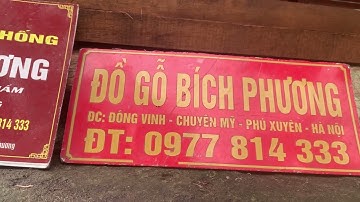 HỒNG
ƯƠNG
814 333
ĐỒ GỖ BÍCH PHƯƠNG
ĐC: ĐỒNG VINH - CHUYÊN MỸ - PHÚ XUYÊN - HÀ NỘI
ĐT: 0977 814 333